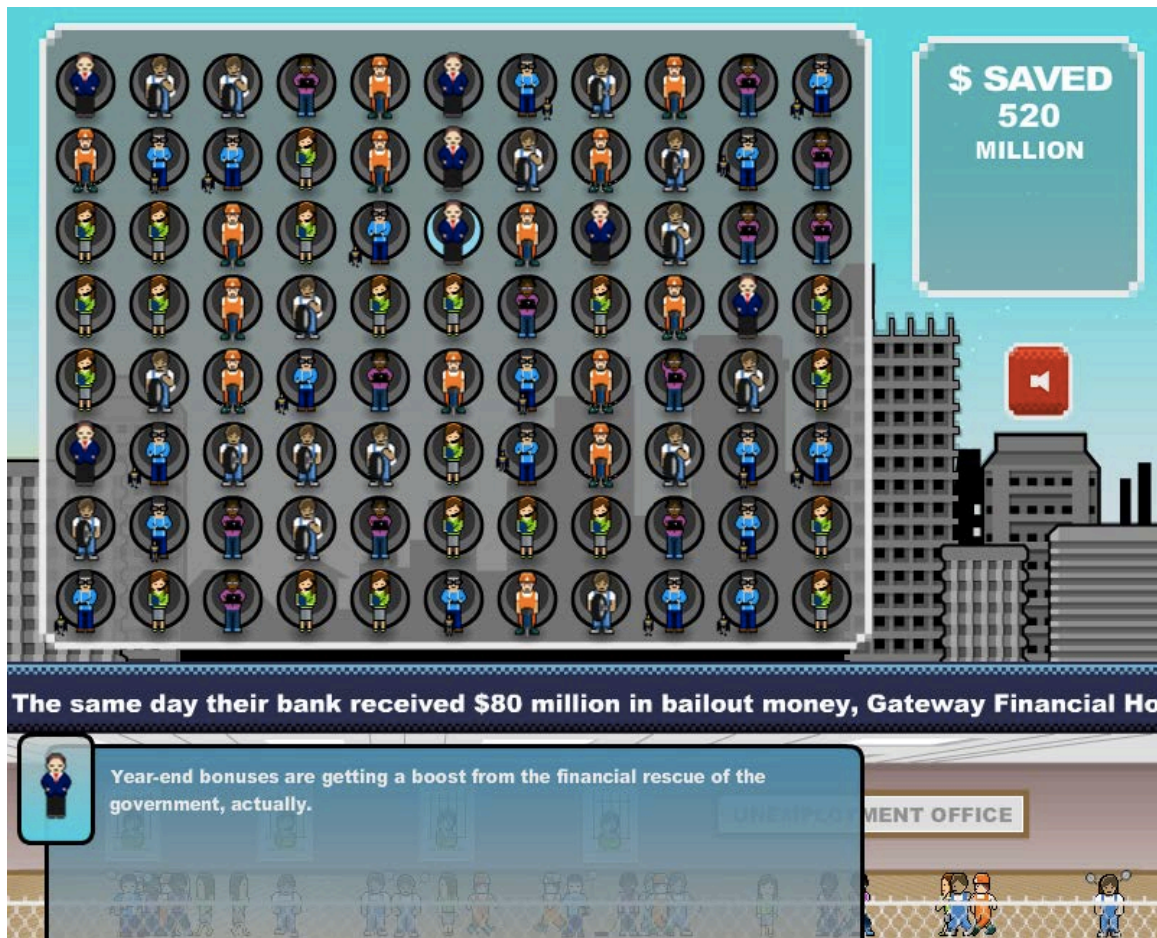 $ SAVED
520
MILLION
The same day their bank received $80 million in bailout money, Gateway Financial Ho
Year-end bonuses are getting a boost from the financial rescue of the
government, actually.
UNEMPLOYMENT OFFICE